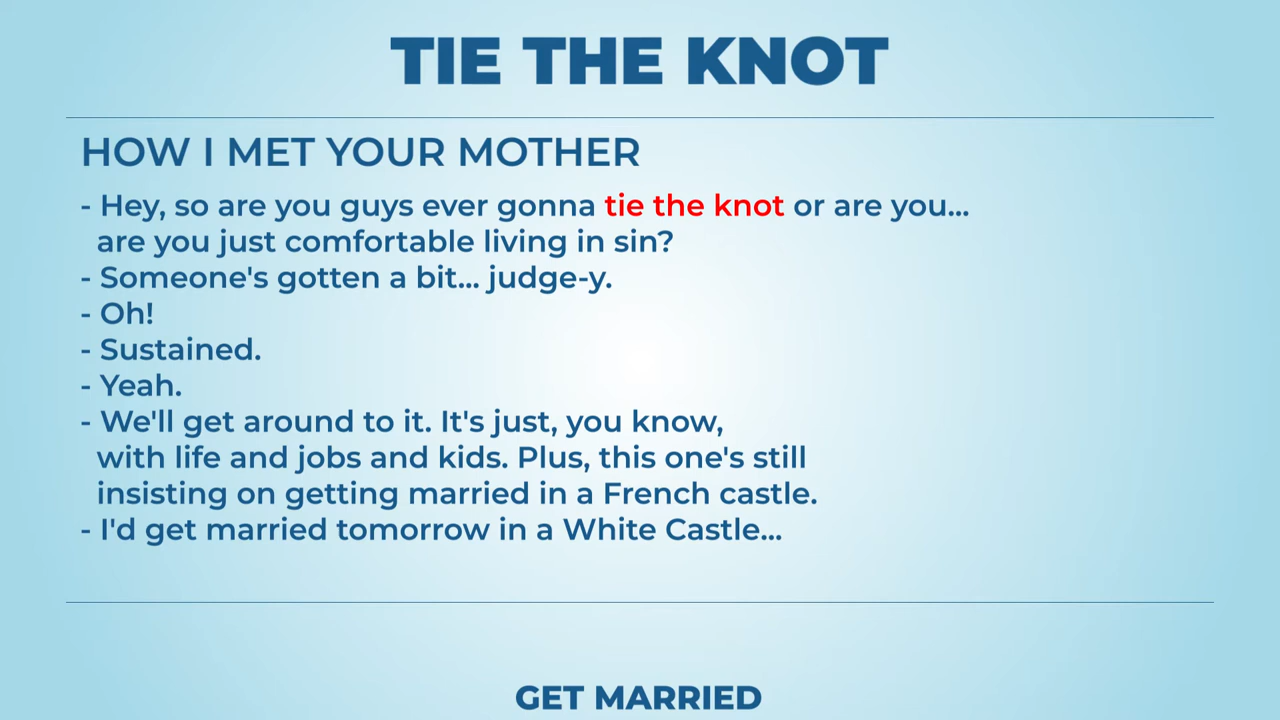 TIE THE KNOT
HOW I MET YOUR MOTHER
- Hey, so are you guys ever gonna tie the knot or are you...
are you just comfortable living in sin?
- Someone's gotten a bit... judge-y.
- Oh!
- Sustained.
- Yeah.
- We'll get around to it. It's just, you know,
with life and jobs and kids. Plus, this one's still
insisting on getting married in a French castle.
- I'd get married tomorrow in a White Castle...
GET MARRIED